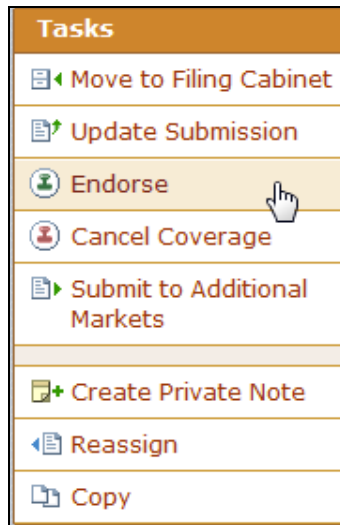 Tasks
Move to Filing Cabinet
Update Submission
Endorse
Cancel Coverage
Submit to Additional
Markets
Create Private Note
Reassign
Copy